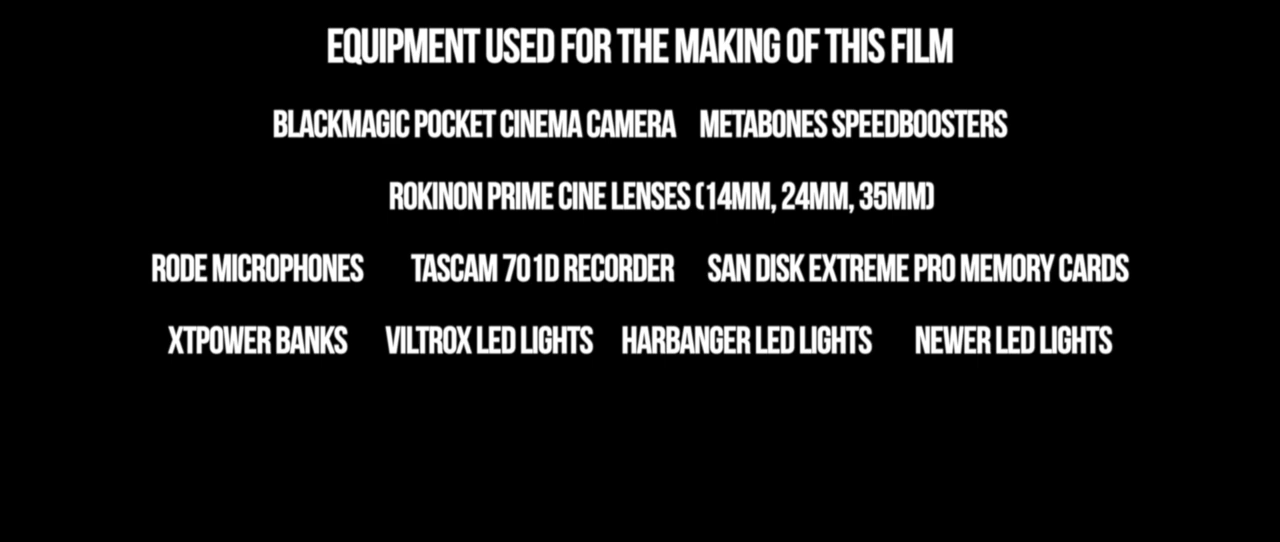 EQUIPMENT USED FOR THE MAKING OF THIS FILM
BLACKMAGIC POCKET CINEMA CAMERA METABONES SPEEDBOOSTERS
ROKINON PRIME CINE LENSES (14MM, 24MM, 35MM)
RODE MICROPHONES TASCAM 701D RECORDER SAN DISK EXTREME PRO MEMORY CARDS
XTPOWER BANKS VILTROX LED LIGHTS HARBANGER LED LIGHTS NEWER LED LIGHTS